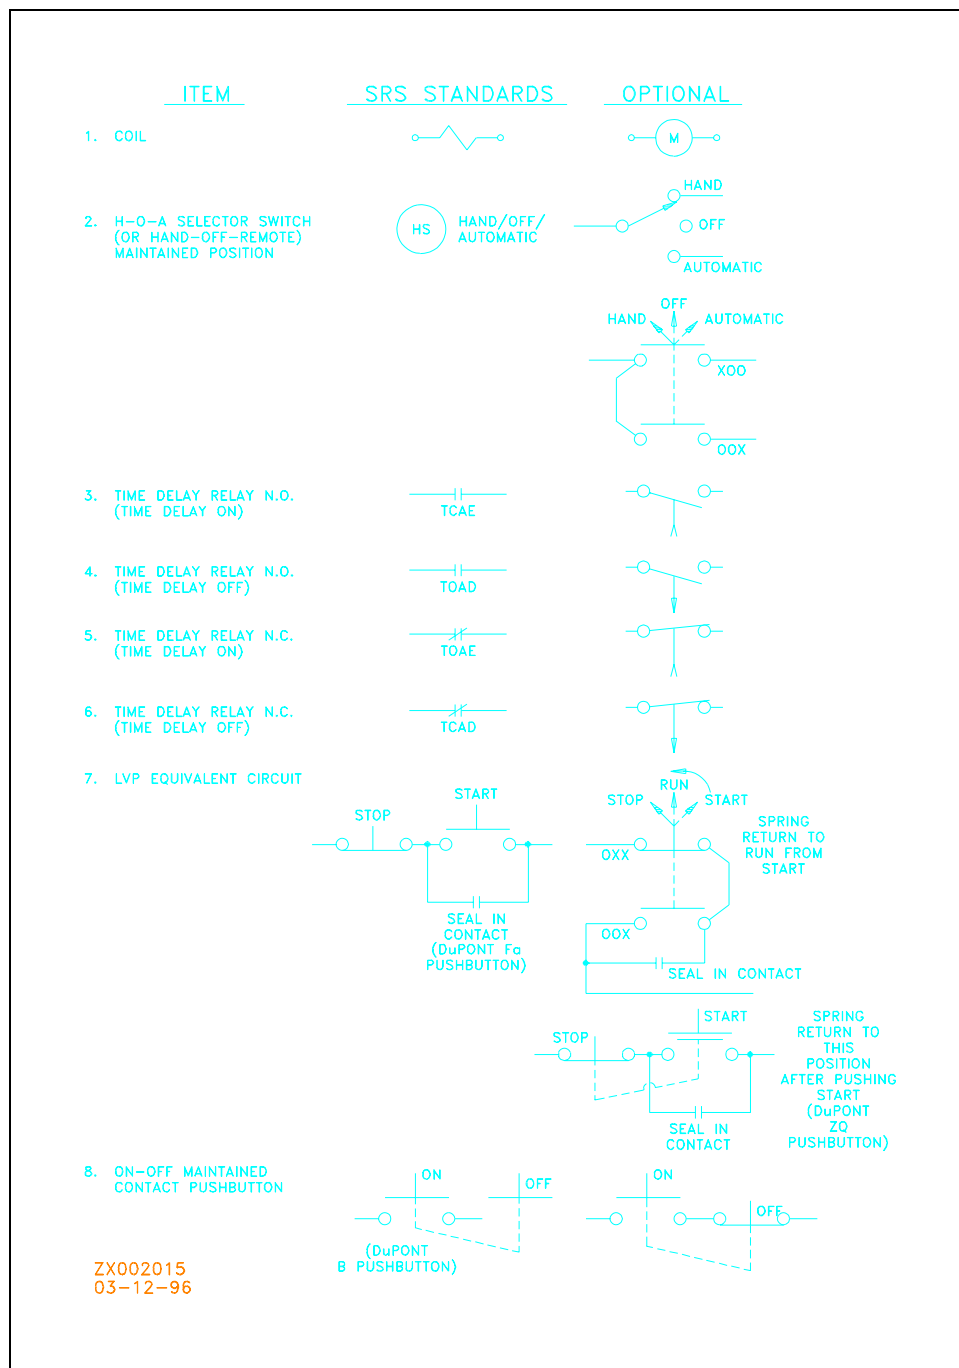 ITEM SRS STANDARDS OPTIONAL
1. COIL M
2. H-O-A SELECTOR SWITCH
(OR HAND-OFF-REMOTE)
MAINTAINED POSITION
HS HAND/OFF/
AUTOMATIC
HAND
OFF
AUTOMATIC
OFF
HAND AUTOMATIC
XOO
OOX
3. TIME DELAY RELAY N.O.
(TIME DELAY ON)
TCAE
4. TIME DELAY RELAY N.O.
(TIME DELAY OFF)
TOAD
5. TIME DELAY RELAY N.C.
(TIME DELAY ON)
TOAE
6. TIME DELAY RELAY N.C.
(TIME DELAY OFF)
TCAD
7. LVP EQUIVALENT CIRCUIT
STOP START
SEAL IN
CONTACT
(DuPONT Fa
PUSHBUTTON)
RUN
STOP START
OXX
OOX
SEAL IN CONTACT
SPRING
RETURN TO
RUN FROM
START
STOP START
SEAL IN
CONTACT
SPRING
RETURN TO
THIS
POSITION
AFTER PUSHING
START
(DuPONT
ZQ
PUSHBUTTON)
8. ON-OFF MAINTAINED
CONTACT PUSHBUTTON
ON OFF
(DuPONT
B PUSHBUTTON)
ON
OFF
ZX002015
03-12-96